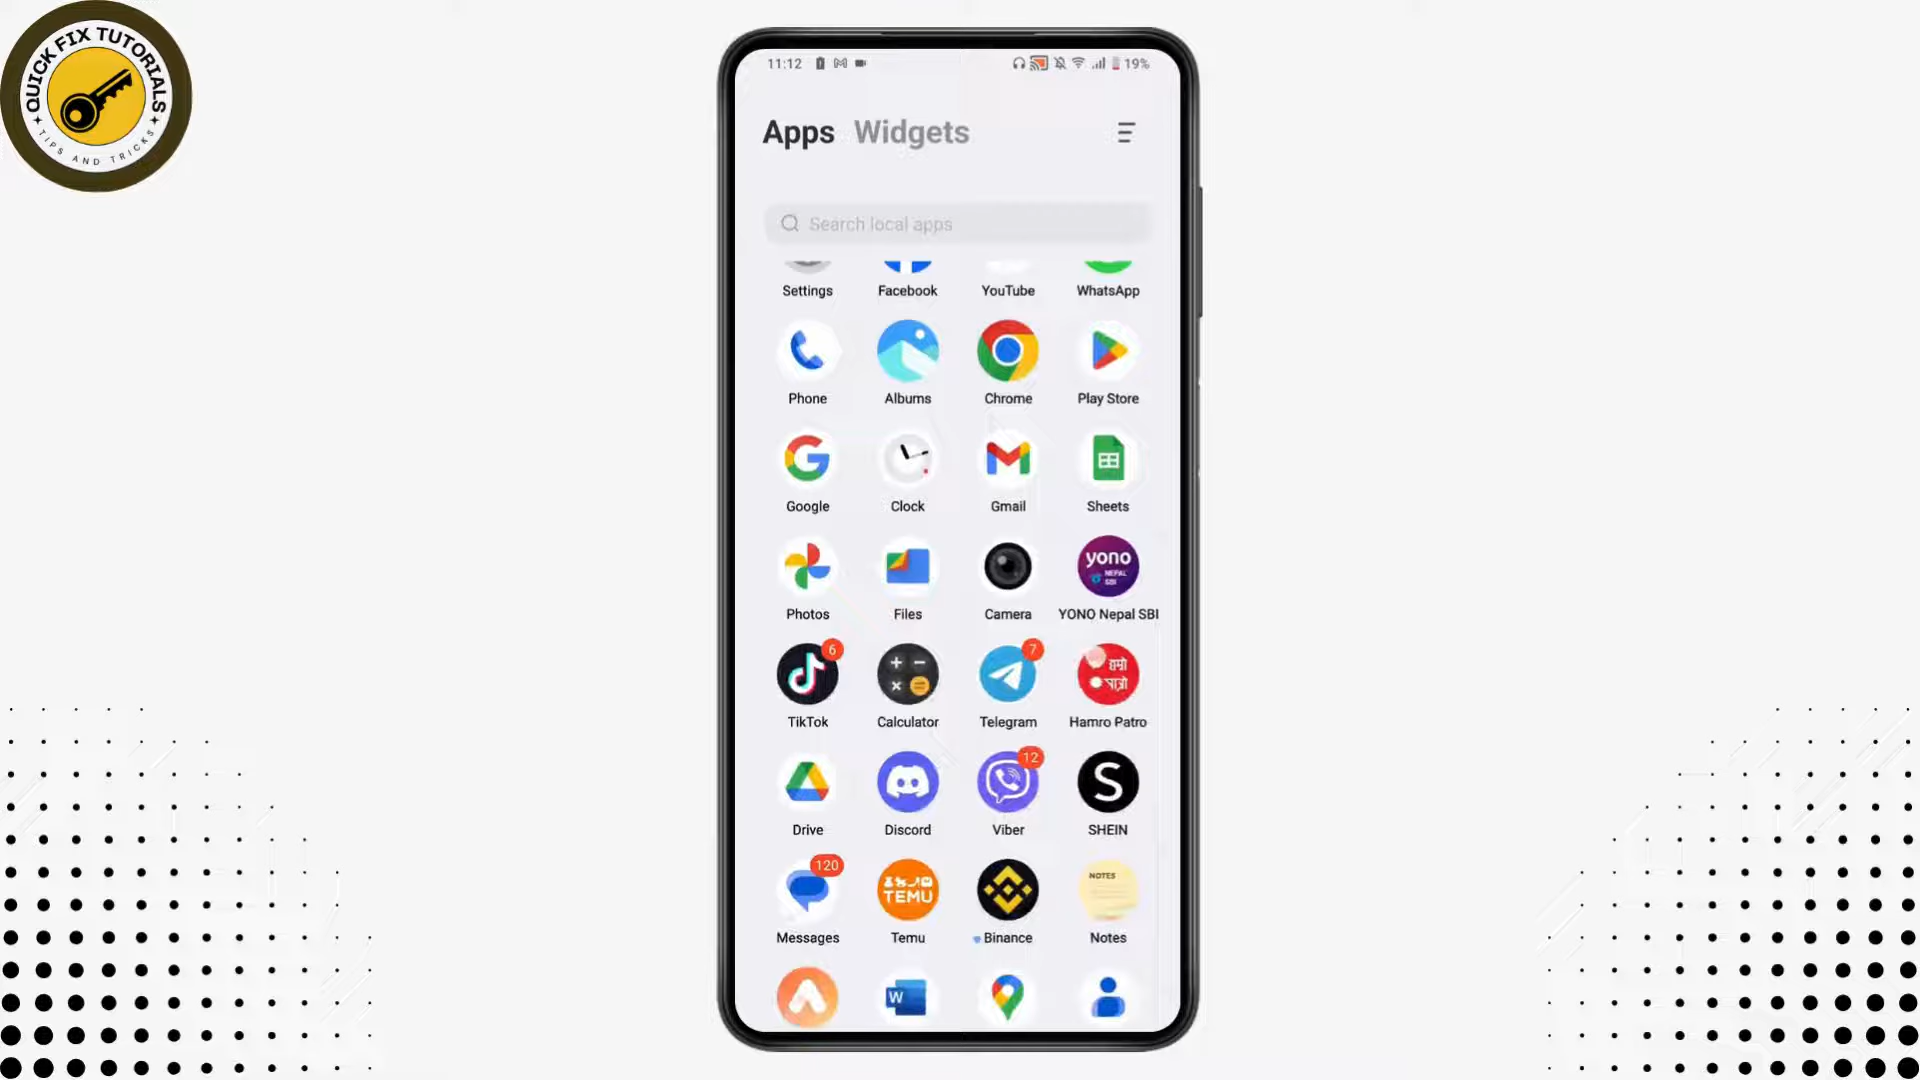 QUICK FIX TUTORIALS
TIPS AND TRICKS
11:12
19%
Apps Widgets
Search local apps
Settings Facebook YouTube WhatsApp
Phone Albums Chrome Play Store
Google Clock Gmail Sheets
yono
NEPAL
SBI
Photos Files Camera YONO Nepal SBI
6
7
हाम्रो
पात्रो
TikTok Calculator Telegram Hamro Patro
12
S
Drive Discord Viber SHEIN
120
TEMU
NOTES
Messages Temu Binance Notes
W